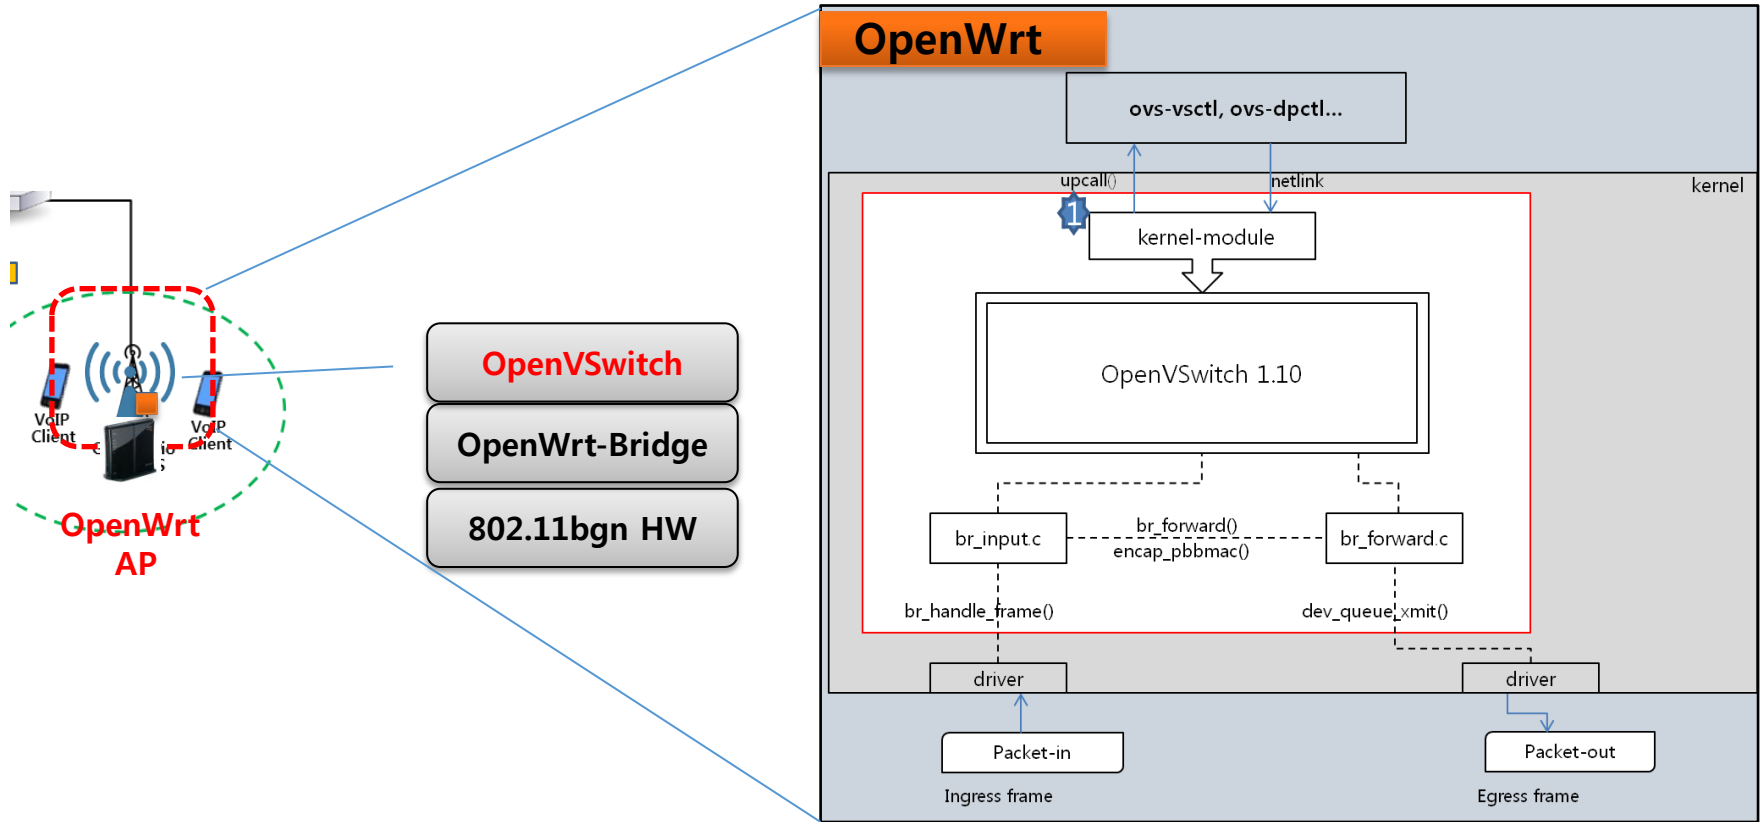 OpenWrt
ovs-vsctl, ovs-dpctl...
upcall()
netlink
kernel
1
kernel-module
OpenVSwitch 1.10
br_input.c
br_forward()
encap_pbbmac()
br_forward.c
br_handle_frame()
dev_queue_xmit()
driver
driver
Packet-in
Packet-out
Ingress frame
Egress frame
OpenVSwitch
OpenWrt-Bridge
802.11bgn HW
VoIP
Client
VoIP
Client
OpenWrt
AP